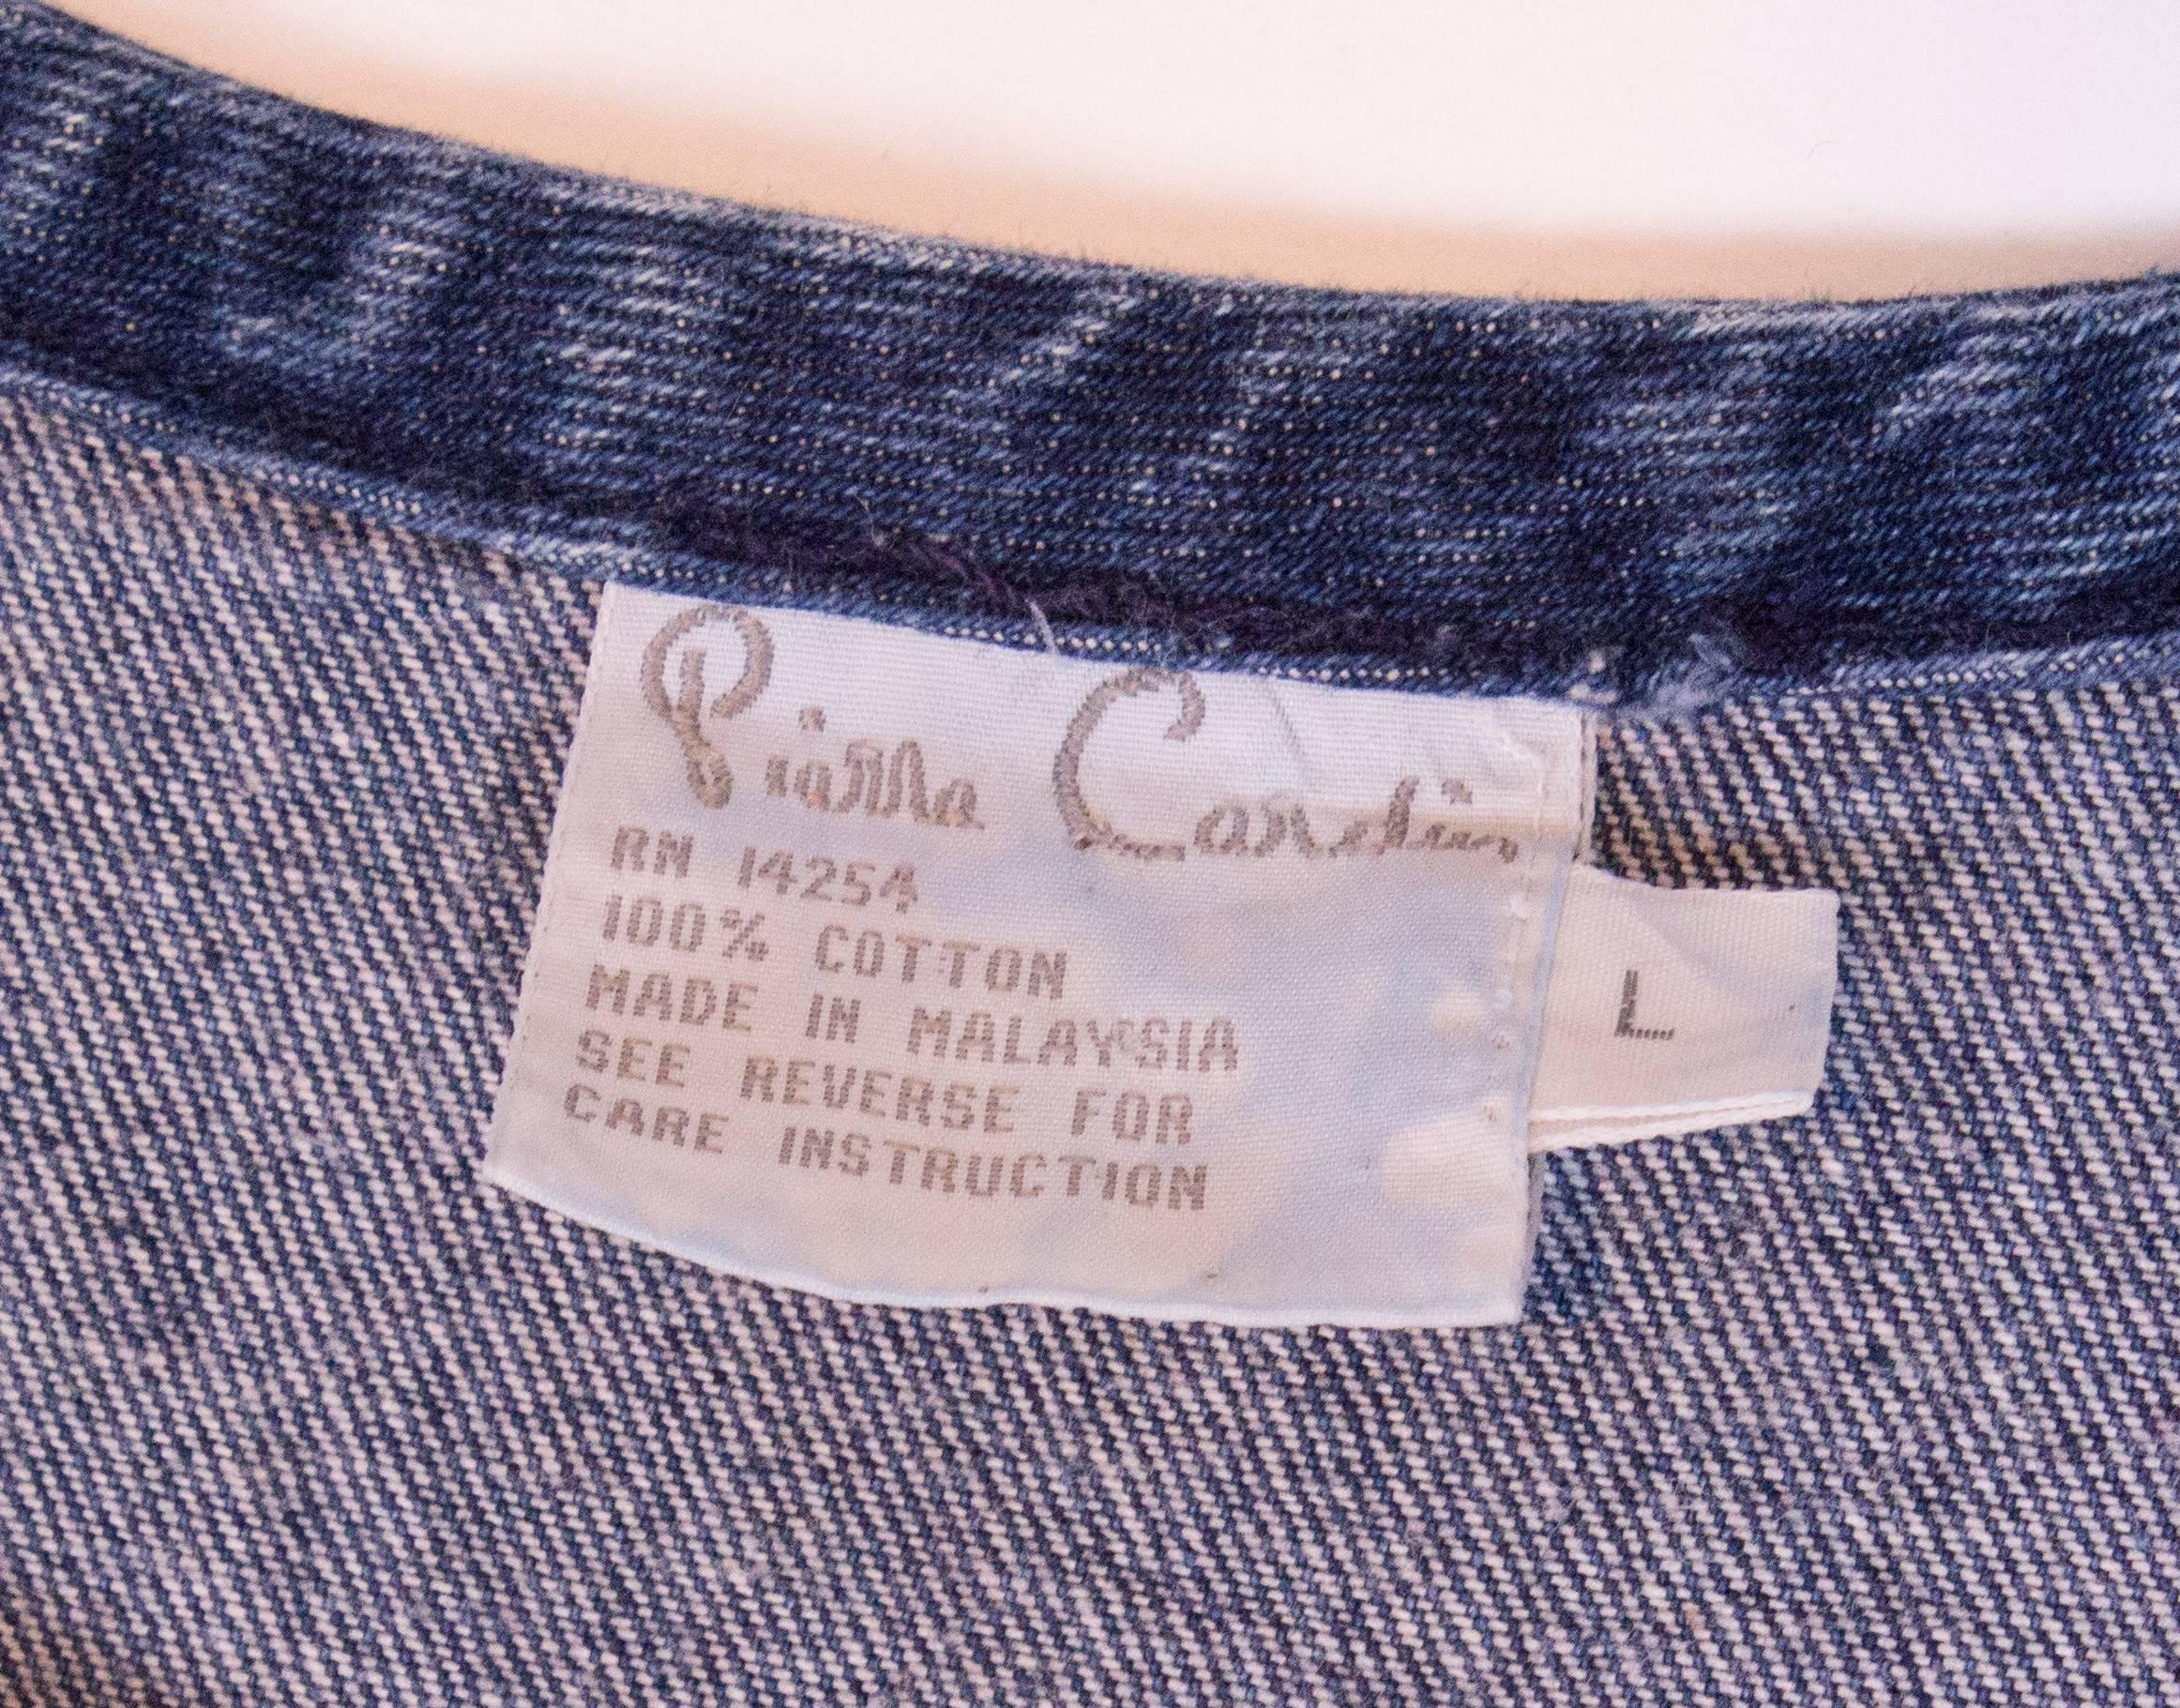 Pierre Cardin
RN 14254
100% COTTON
MADE IN MALAYSIA
SEE REVERSE FOR
CARE INSTRUCTION
L